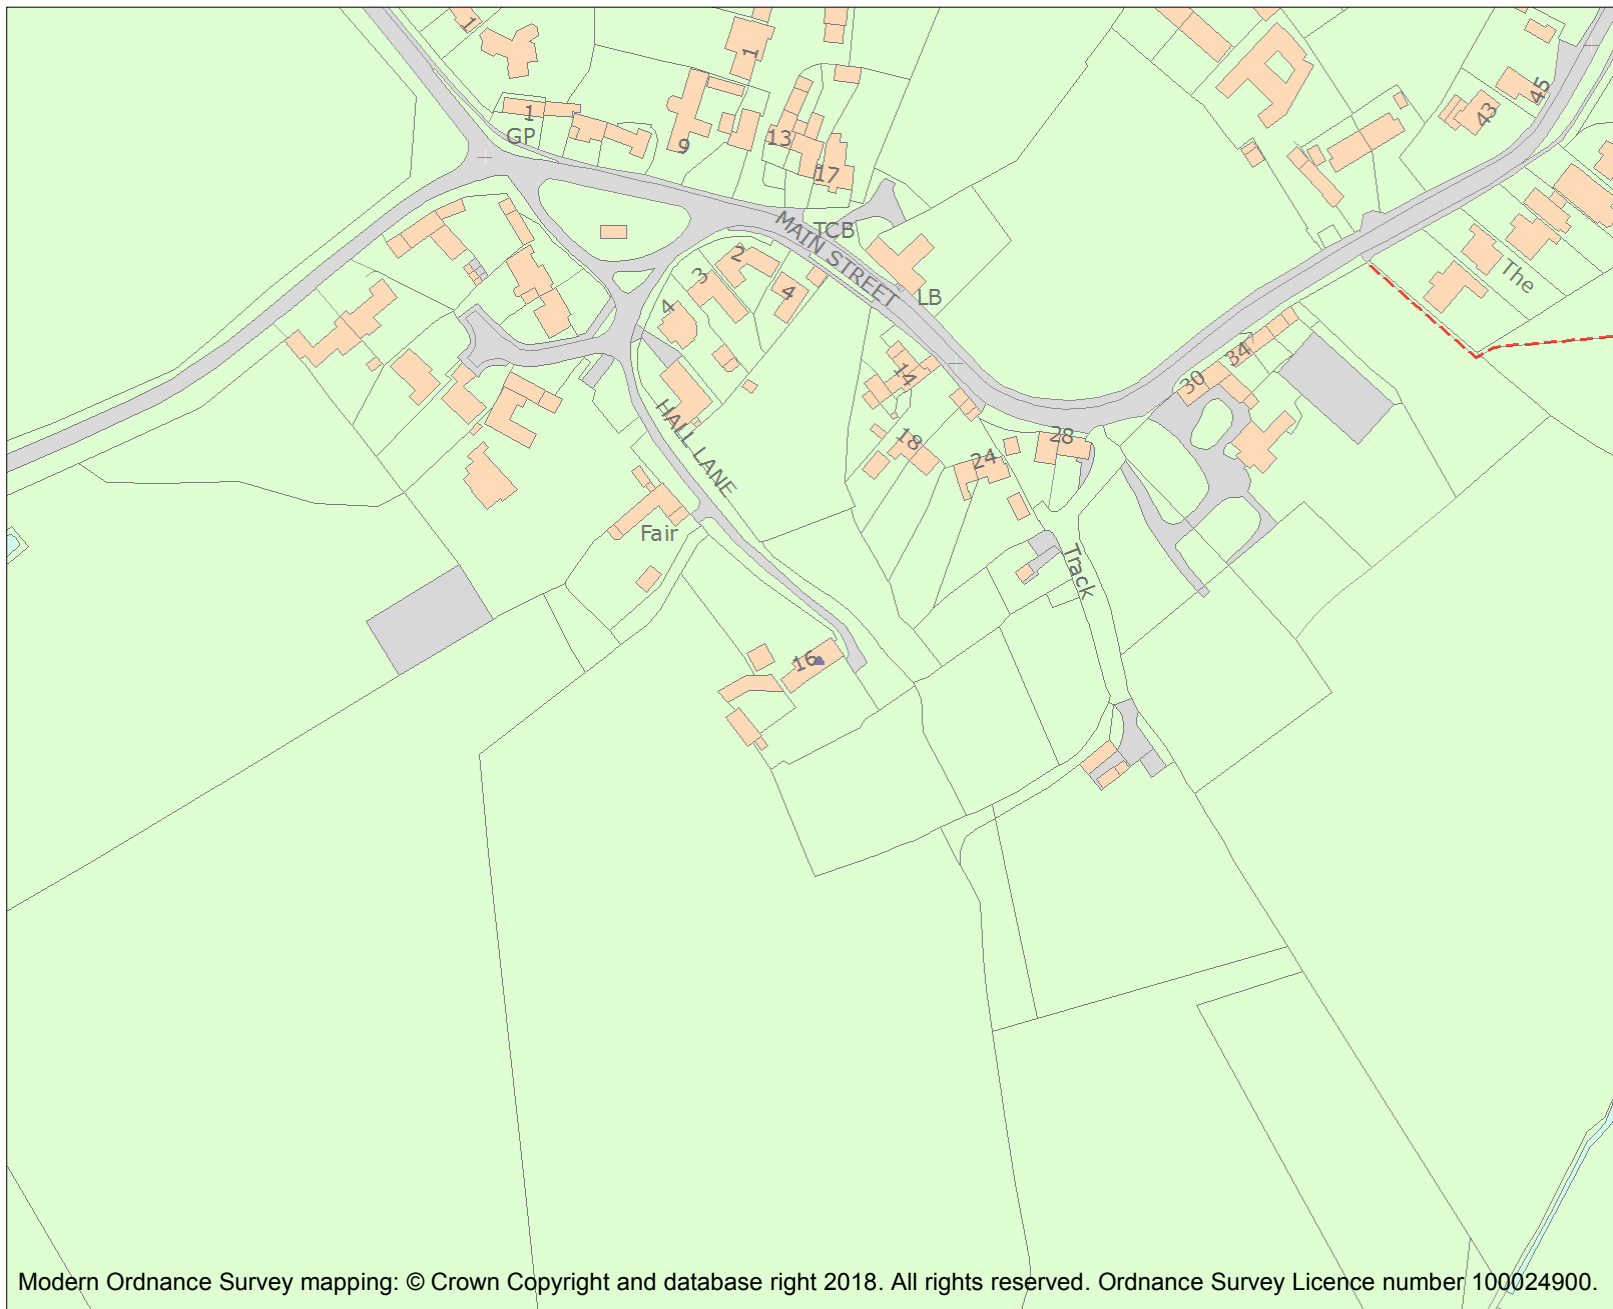 1
1
1
GP
9
13
17
45
43
TCB
MAIN STREET
2
3
4
4
The
LB
34
30
14
28
18
24
HALL LANE
Fair
Track
16
Modern Ordnance Survey mapping: © Crown Copyright and database right 2018. All rights reserved. Ordnance Survey Licence number 100024900.